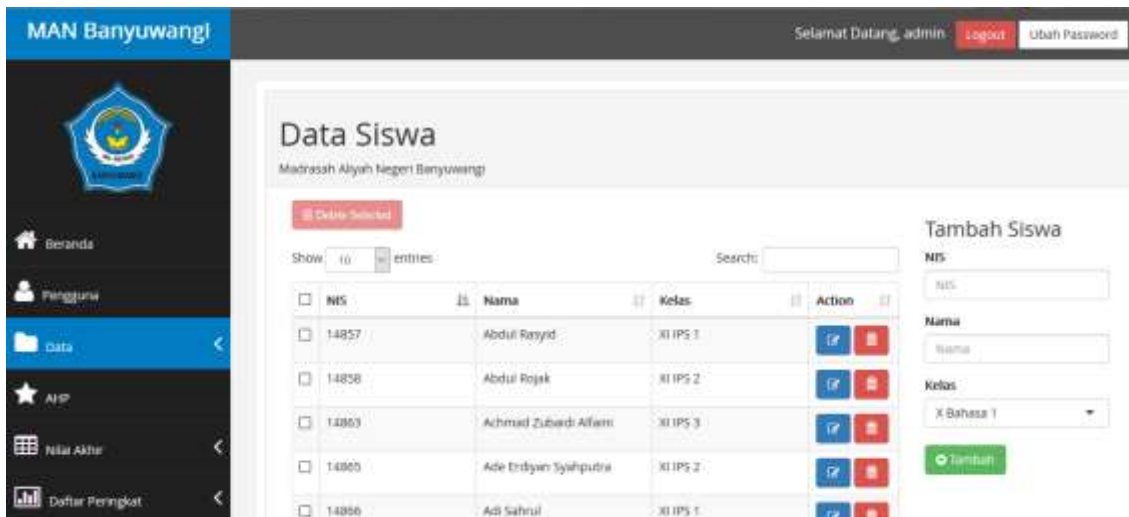 MAN BanyuwangI
Selamat Datang, admin Logout Ubah Password
Data Siswa
Madrasah Aliyah Negeri Banyuwangi
Delete Selected
Show 10 entries
Search:
NIS Nama Kelas Action
14857 Abdul Rasyid XI IPS 1
14858 Abdul Rojak XI IPS 2
14863 Achmad Zubaidi Alfami XI IPS 3
14865 Ade Erdiyan Syahputra XI IPS 2
14866 Adi Sahrul XI IPS 1
Tambah Siswa
NIS
NIS
Nama
Nama
Kelas
X Bahasa 1
Tambah
Beranda
Pengguna
Data
AHP
Nilai Akhir
Daftar Peringkat